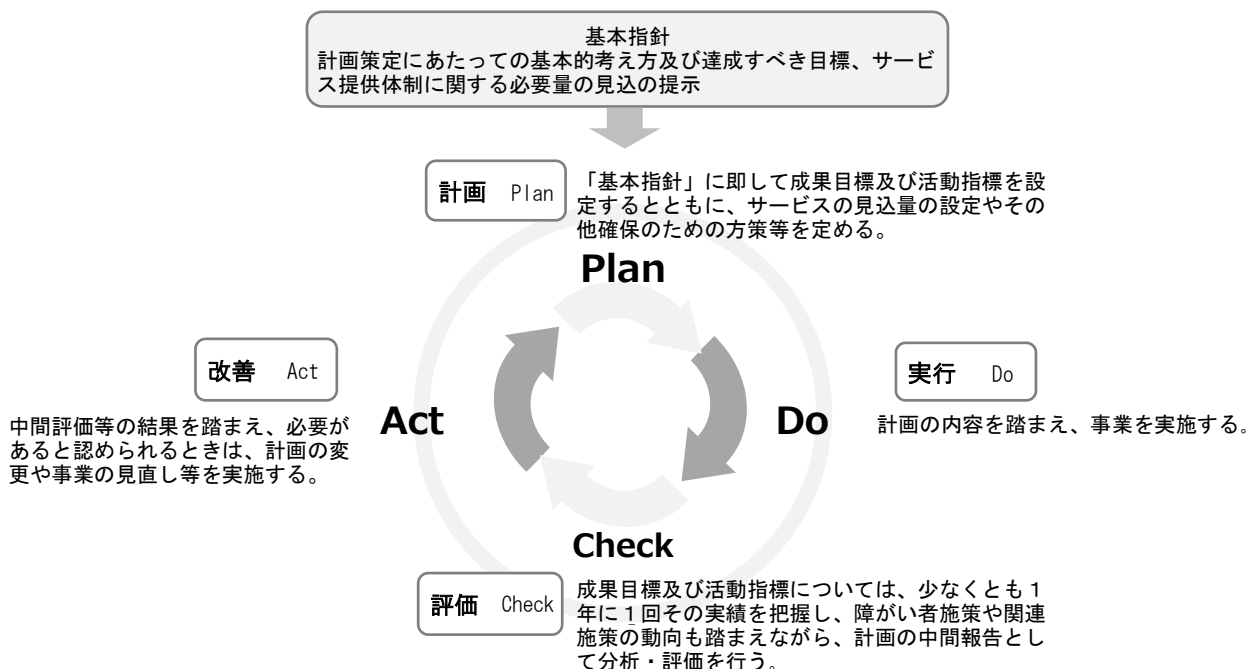 基本指針
計画策定にあたっての基本的考え方及び達成すべき目標、サービ
ス提供体制に関する必要量の見込の提示
計画 Plan
「基本指針」に即して成果目標及び活動指標を設
定するとともに、サービスの見込量の設定やその
他確保のための方策等を定める。
Plan
改善 Act
中間評価等の結果を踏まえ、必要が
あると認められるときは、計画の変
更や事業の見直し等を実施する。
Act
Do
実行 Do
計画の内容を踏まえ、事業を実施する。
Check
評価 Check
成果目標及び活動指標については、少なくとも1
年に1回その実績を把握し、障がい者施策や関連
施策の動向も踏まえながら、計画の中間報告とし
て分析・評価を行う。